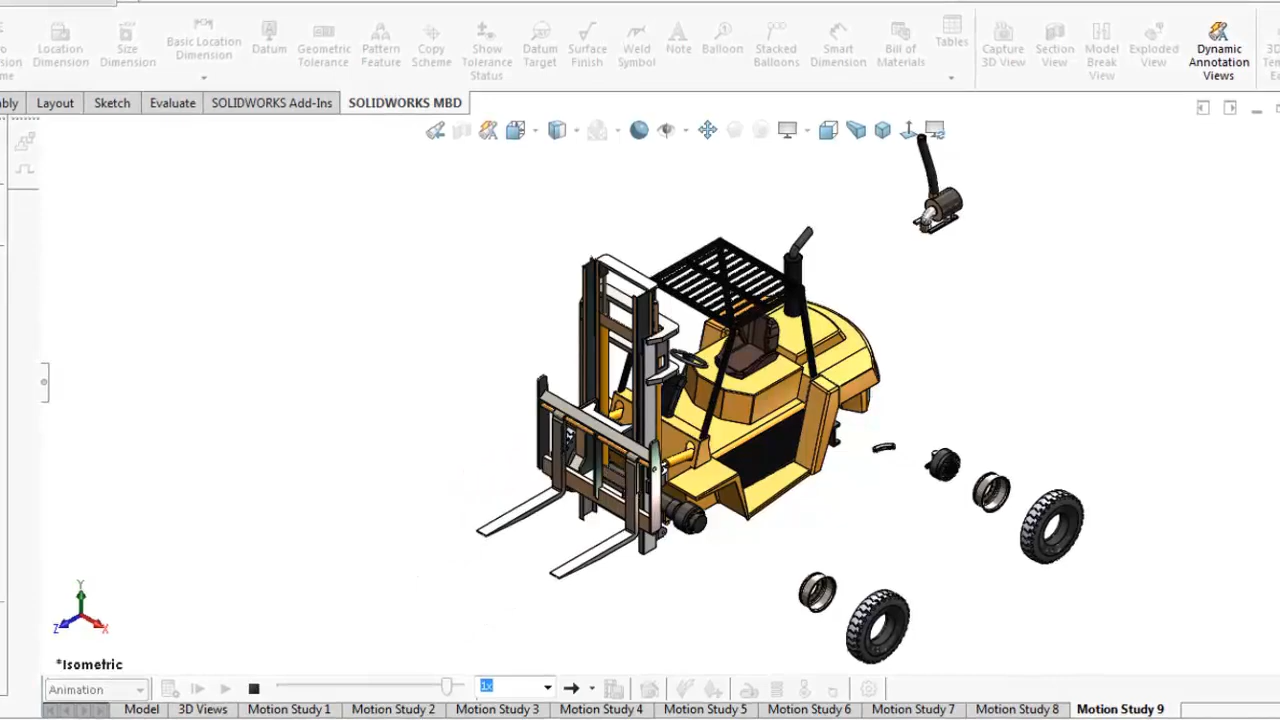 Location Dimension
Size Dimension
Basic Location Dimension
Datum
Geometric Tolerance
Pattern Feature
Copy Scheme
Show Tolerance Status
Datum Target
Surface Finish
Weld Symbol
Note
Balloon
Stacked Balloons
Smart Dimension
Bill of Materials
Tables
Capture 3D View
Section View
Model Break View
Exploded View
Dynamic Annotation Views
Layout
Sketch
Evaluate
SOLIDWORKS Add-Ins
SOLIDWORKS MBD
Y
Z
X
*Isometric
Animation
1x
Model
3D Views
Motion Study 1
Motion Study 2
Motion Study 3
Motion Study 4
Motion Study 5
Motion Study 6
Motion Study 7
Motion Study 8
Motion Study 9